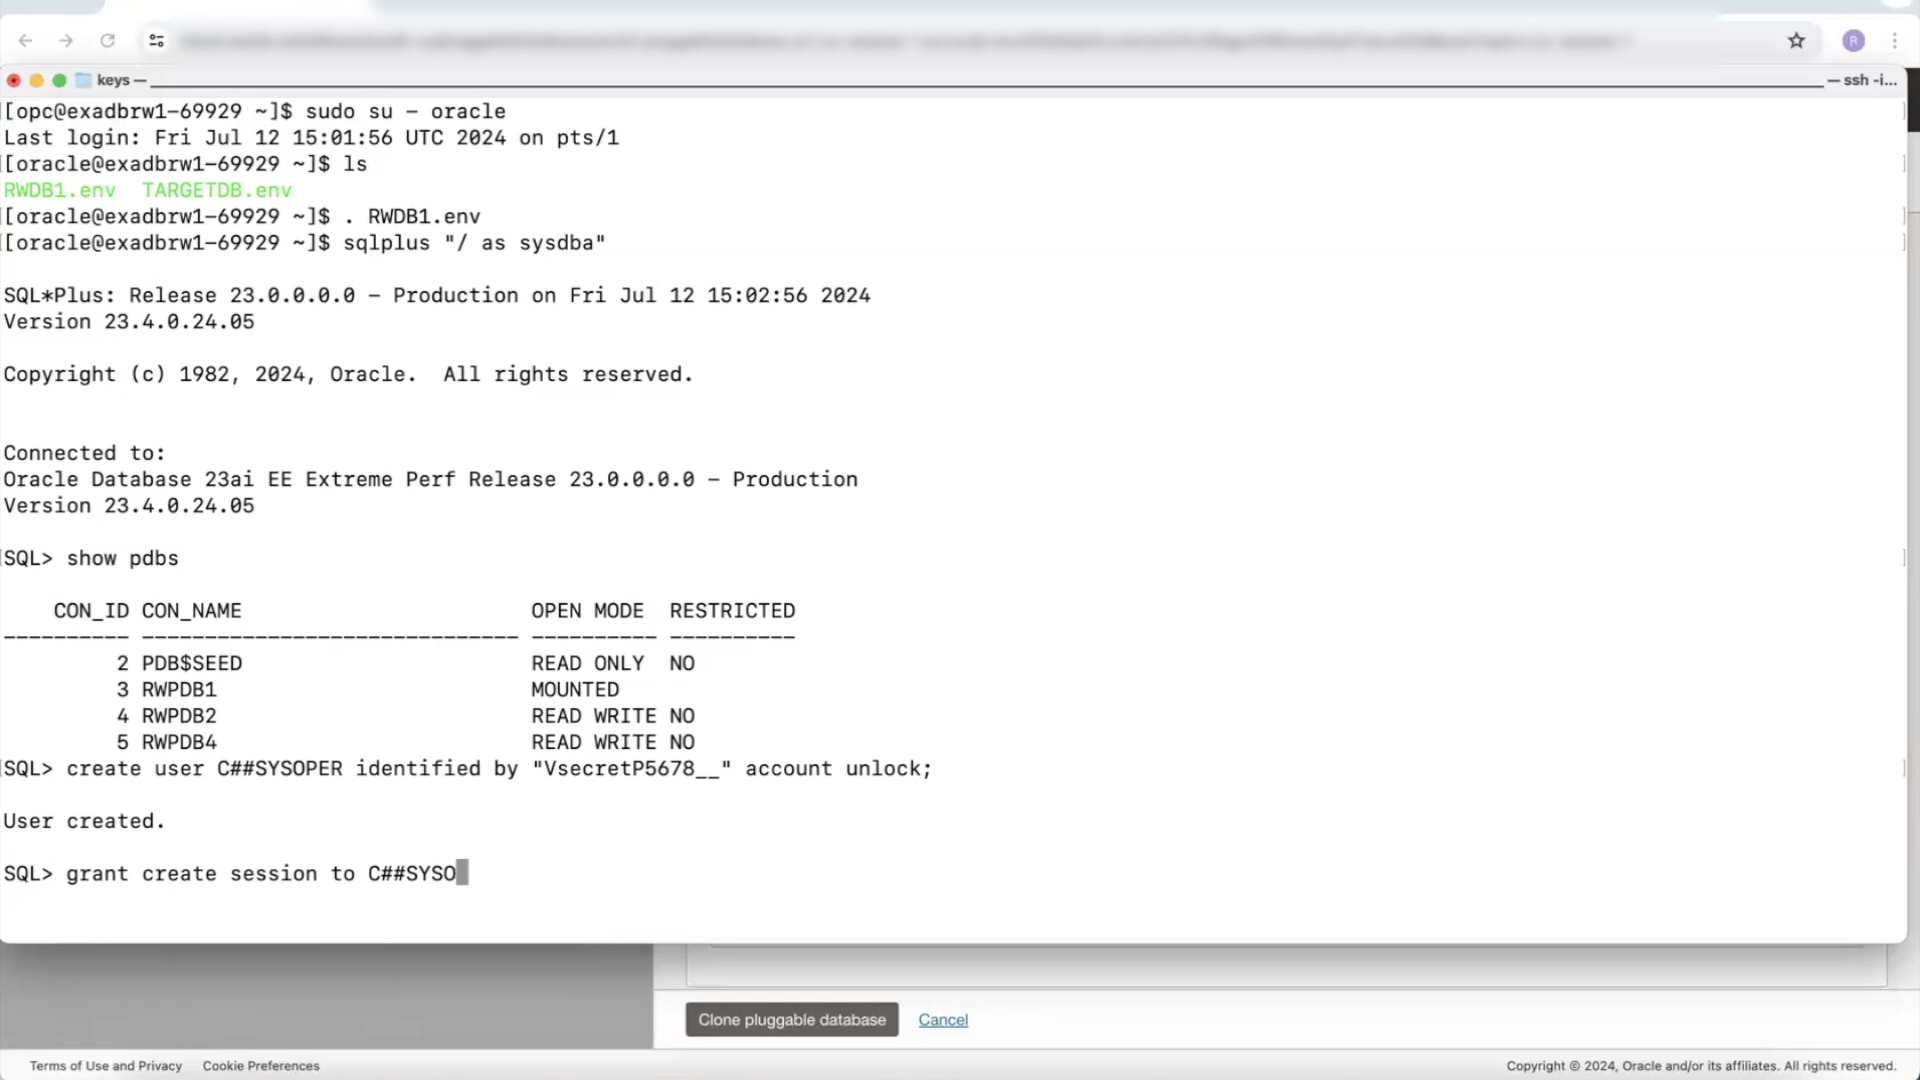 R
keys — — ssh -i...
[opc@exadbrw1-69929 ~]$ sudo su - oracle
Last login: Fri Jul 12 15:01:56 UTC 2024 on pts/1
[oracle@exadbrw1-69929 ~]$ ls
RWDB1.env  TARGETDB.env
[oracle@exadbrw1-69929 ~]$ . RWDB1.env
[oracle@exadbrw1-69929 ~]$ sqlplus "/ as sysdba"
SQL*Plus: Release 23.0.0.0.0 - Production on Fri Jul 12 15:02:56 2024
Version 23.4.0.24.05
Copyright (c) 1982, 2024, Oracle.  All rights reserved.
Connected to:
Oracle Database 23ai EE Extreme Perf Release 23.0.0.0.0 - Production
Version 23.4.0.24.05
SQL> show pdbs
    CON_ID CON_NAME                       OPEN MODE  RESTRICTED
---------- ------------------------------ ---------- ----------
         2 PDB$SEED                       READ ONLY  NO
         3 RWPDB1                         MOUNTED
         4 RWPDB2                         READ WRITE NO
         5 RWPDB4                         READ WRITE NO
SQL> create user C##SYSOPER identified by "VsecretP5678__" account unlock;
User created.
SQL> grant create session to C##SYSO
Clone pluggable database Cancel
Terms of Use and Privacy Cookie Preferences Copyright © 2024, Oracle and/or its affiliates. All rights reserved.